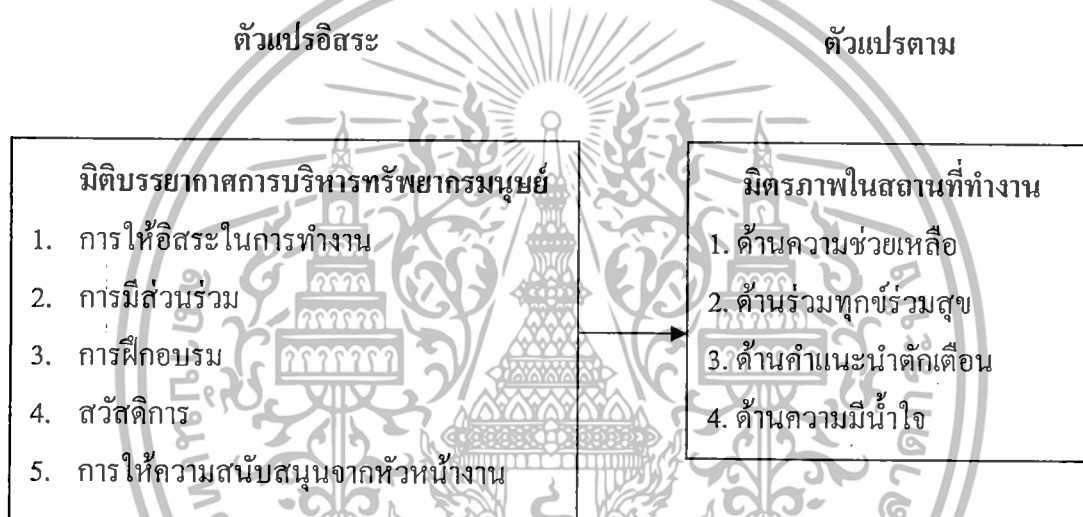 ตัวแปรอิสระ
ตัวแปรตาม
มิติบรรยากาศการบริหารทรัพยากรมนุษย์
1. การให้อิสระในการทำงาน
2. การมีส่วนร่วม
3. การฝึกอบรม
4. สวัสดิการ
5. การให้ความสนับสนุนจากหัวหน้างาน
มิตรภาพในสถานที่ทำงาน
1. ด้านความช่วยเหลือ
2. ด้านร่วมทุกข์ร่วมสุข
3. ด้านคำแนะนำตักเตือน
4. ด้านความมีน้ำใจ